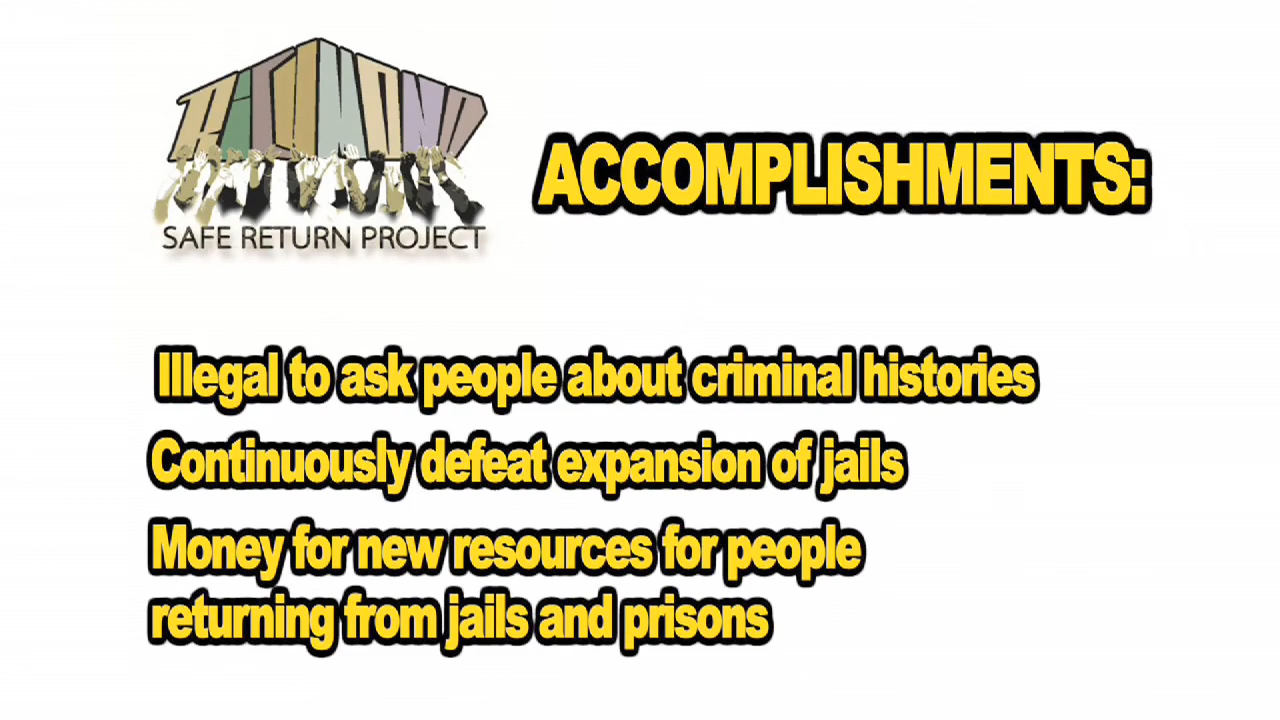 RICHMOND
SAFE RETURN PROJECT
ACCOMPLISHMENTS:
Illegal to ask people about criminal histories
Continuously defeat expansion of jails
Money for new resources for people
returning from jails and prisons